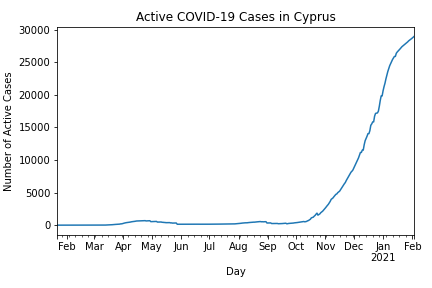 Active COVID-19 Cases in Cyprus
30000
25000
20000
15000
10000
5000
0
Number of Active Cases
Feb Mar Apr May Jun Jul Aug Sep Oct Nov Dec Jan Feb
2021
Day